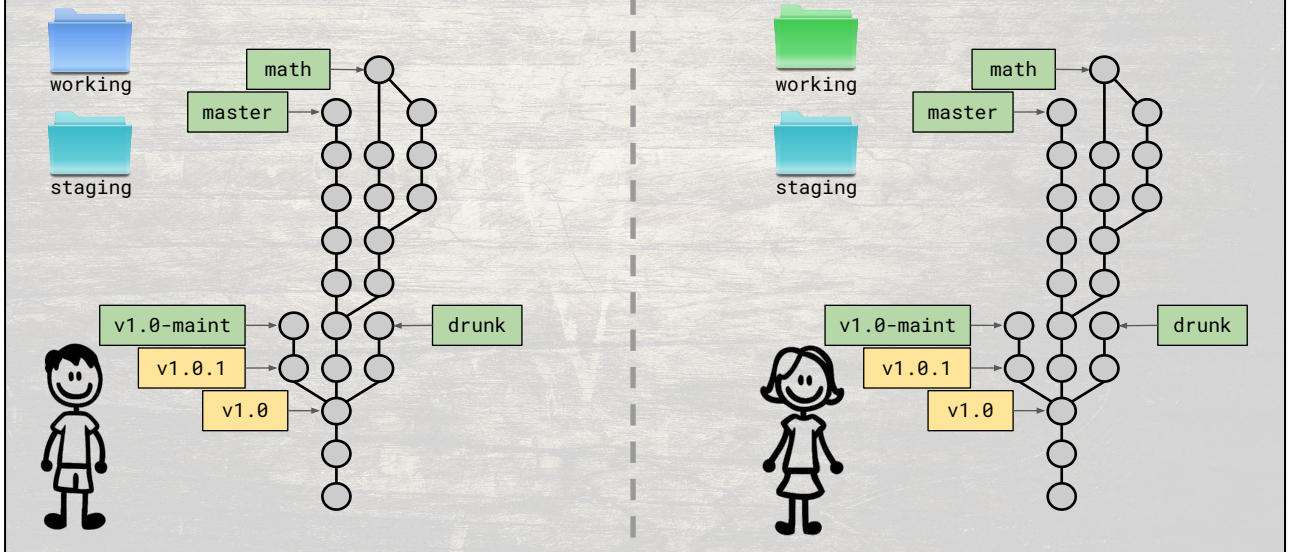 working
math
master
staging
v1.0-maint
drunk
v1.0.1
v1.0
working
math
master
staging
v1.0-maint
drunk
v1.0.1
v1.0